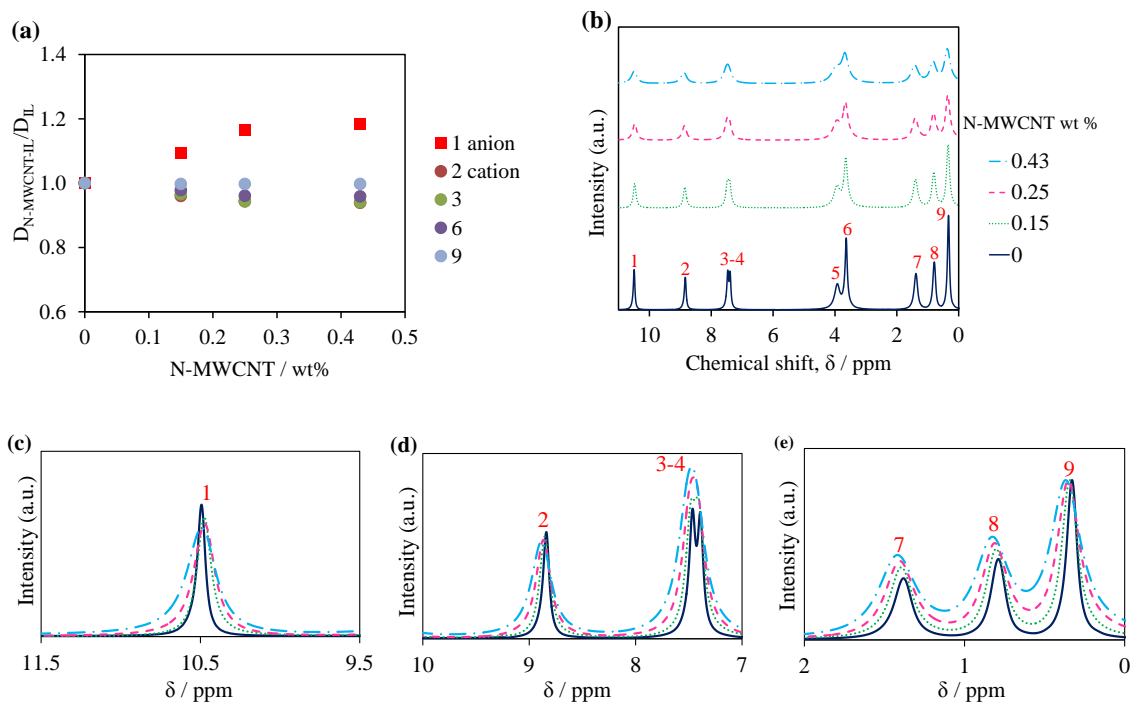 (a)
1.4
1.2
1.0
0.8
0.6
D_N-MWCNT-IL/D_IL
0 0.1 0.2 0.3 0.4 0.5
N-MWCNT / wt%
1 anion
2 cation
3
6
9
(b)
Intensity (a.u.)
1 2 3-4 5 6 7 8 9
10 8 6 4 2 0
Chemical shift, δ / ppm
N-MWCNT wt %
0.43
0.25
0.15
0
(c)
Intensity (a.u.)
1
11.5 10.5 9.5
δ / ppm
(d)
Intensity (a.u.)
2 3-4
10 9 8 7
δ / ppm
(e)
Intensity (a.u.)
7 8 9
2 1 0
δ / ppm